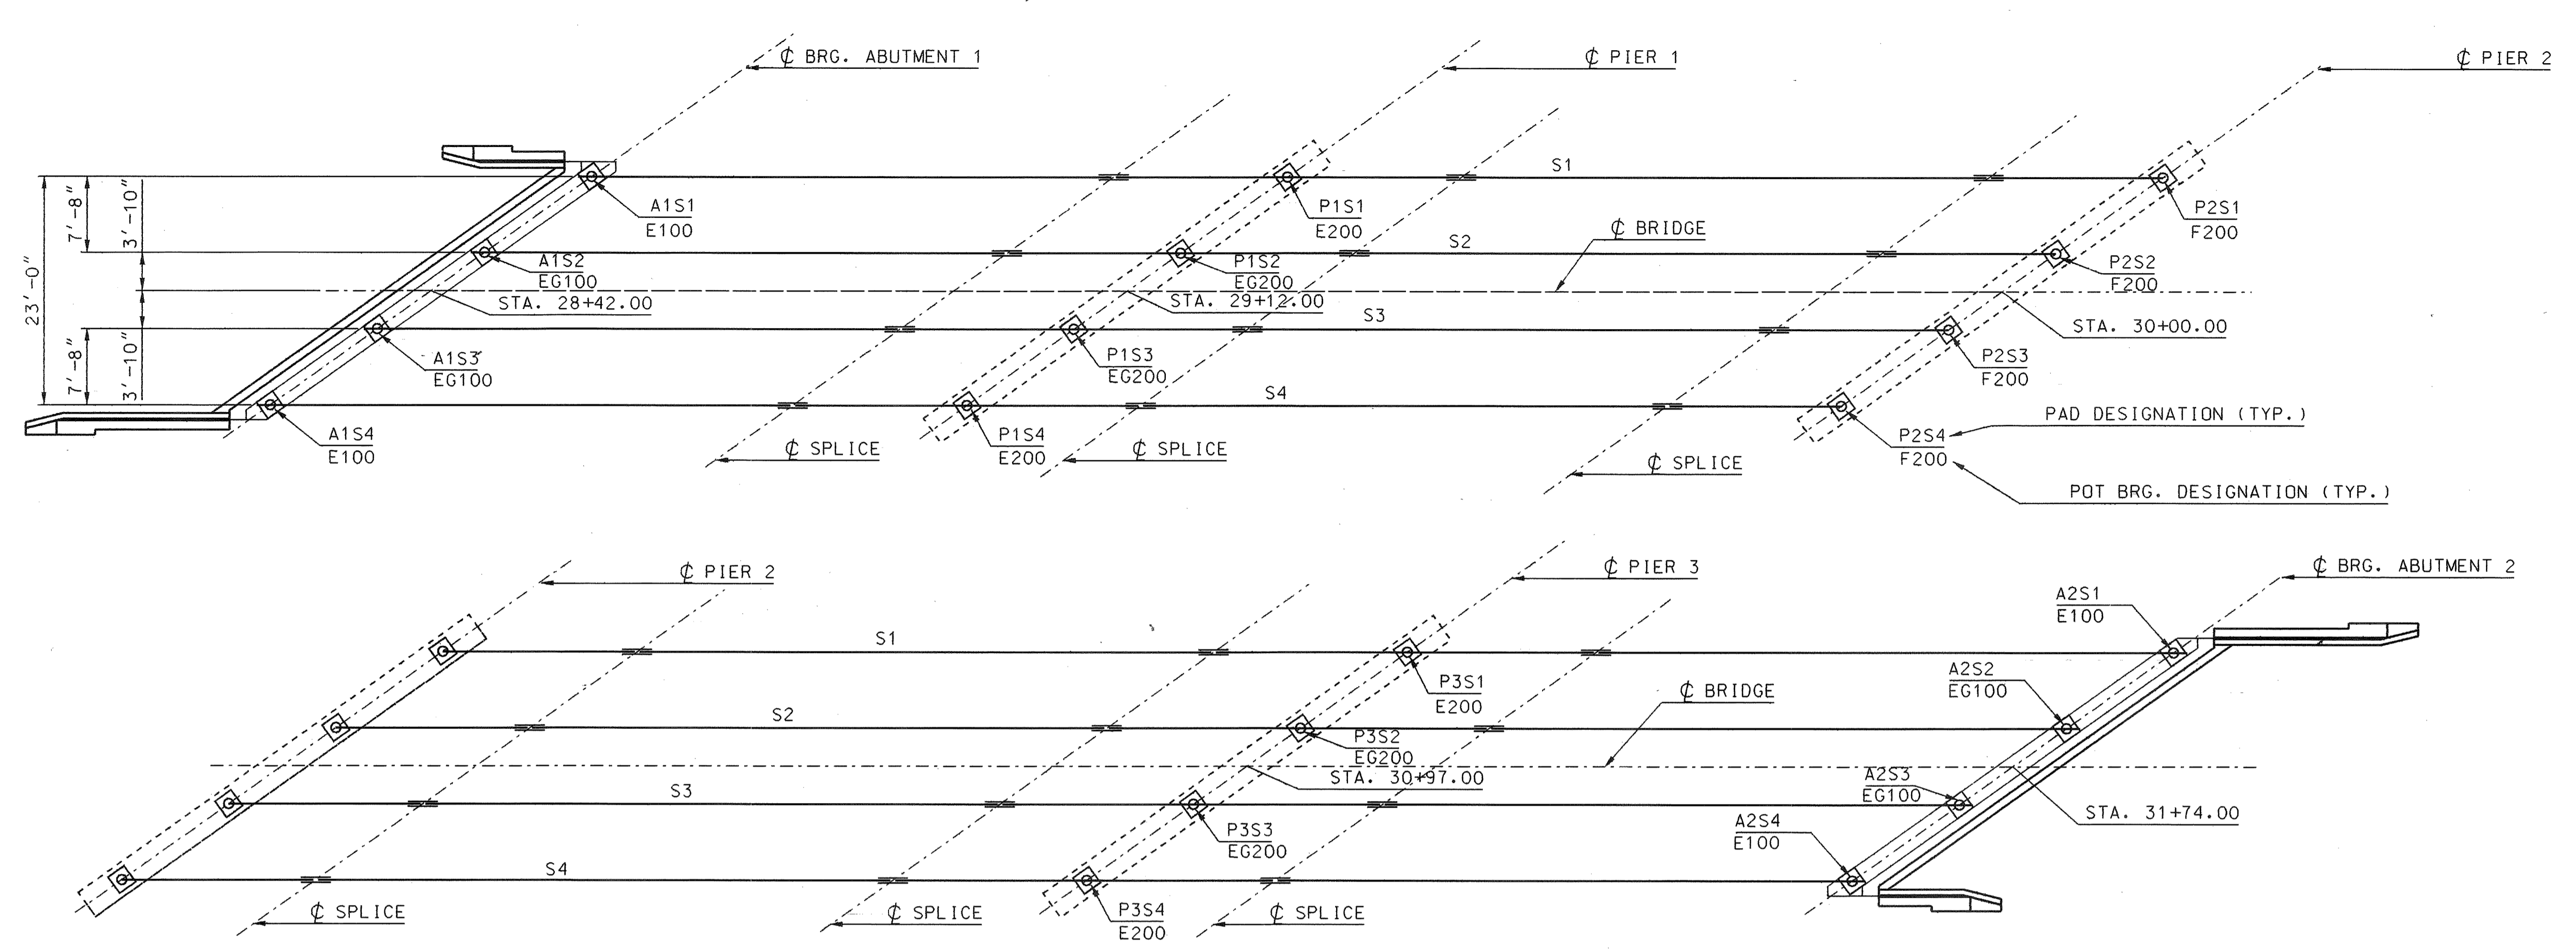 ℄ BRG. ABUTMENT 1
℄ PIER 1
℄ PIER 2
S1
A1S1
E100
P1S1
E200
P2S1
F200
7'-8"
3'-10"
℄ BRIDGE
S2
A1S2
EG100
P1S2
EG200
P2S2
F200
23'-0"
STA. 28+42.00
STA. 29+12.00
S3
STA. 30+00.00
7'-8"
3'-10"
A1S3
EG100
P1S3
EG200
P2S3
F200
S4
PAD DESIGNATION (TYP.)
A1S4
E100
P1S4
E200
P2S4
F200
℄ SPLICE
℄ SPLICE
℄ SPLICE
POT BRG. DESIGNATION (TYP.)
℄ PIER 2
℄ PIER 3
℄ BRG. ABUTMENT 2
A2S1
E100
S1
P3S1
E200
A2S2
EG100
℄ BRIDGE
S2
P3S2
EG200
STA. 30+97.00
A2S3
EG100
S3
STA. 31+74.00
P3S3
EG200
A2S4
E100
S4
P3S4
E200
℄ SPLICE
℄ SPLICE
℄ SPLICE